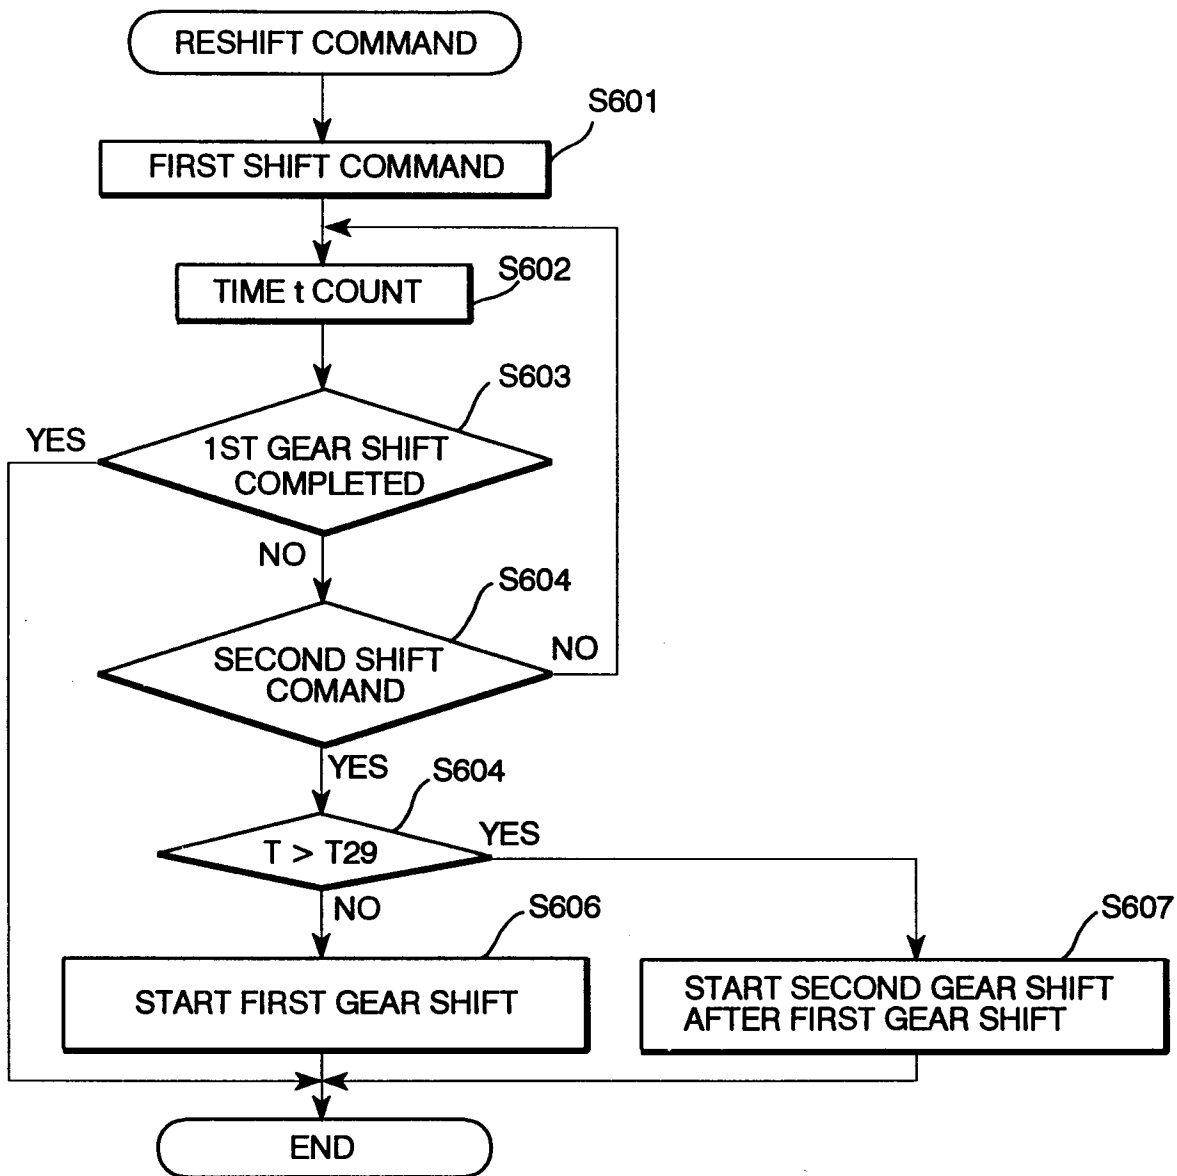 RESHIFT COMMAND
S601
FIRST SHIFT COMMAND
S602
TIME t COUNT
S603
YES
1ST GEAR SHIFT
COMPLETED
NO
S604
SECOND SHIFT
COMAND
NO
YES
S604
T > T29
YES
NO
S606
S607
START FIRST GEAR SHIFT
START SECOND GEAR SHIFT
AFTER FIRST GEAR SHIFT
END